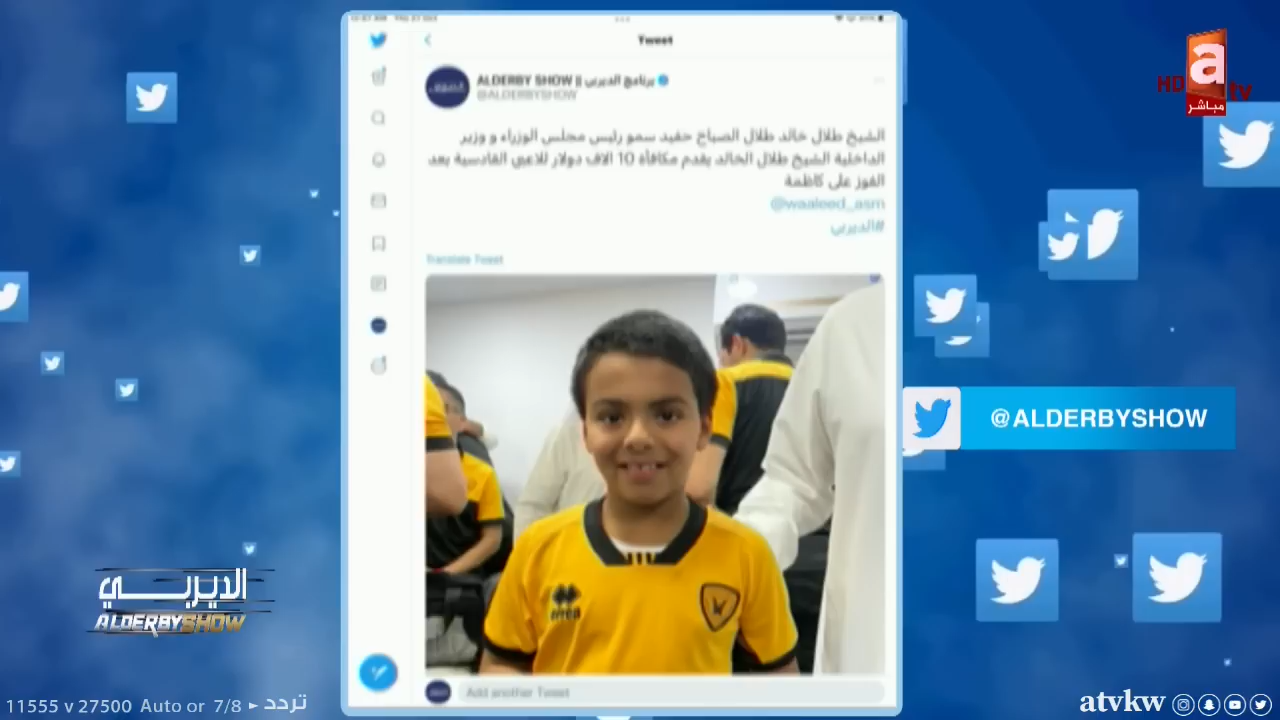 Tweet
ALDERBY SHOW || برنامج الديربي
@ALDERBYSHOW
الشيخ طلال خالد طلال الصباح حفيد سمو رئيس مجلس الوزراء و وزير
الداخلية الشيخ طلال الخالد يقدم مكافأة 10 الاف دولار للاعبي القادسية بعد
الفوز على كاظمة
@waaleed_asm
#الديربي
Translate Tweet
errea
Add another Tweet
HD a tv
مباشر
@ALDERBYSHOW
الديربي
ALDERBYSHOW
11555 v 27500 Auto or 7/8 ► تردد
atvkw